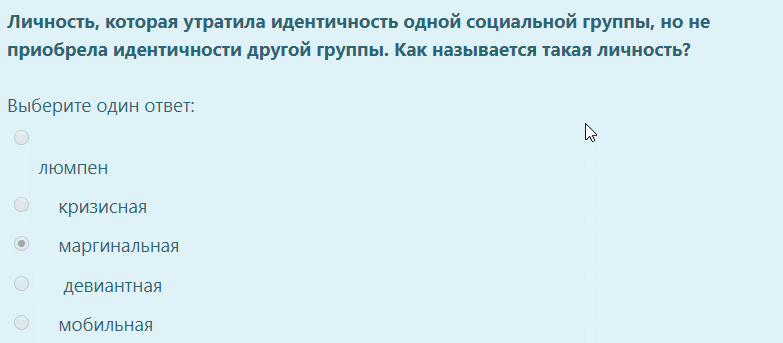 Личность, которая утратила идентичность одной социальной группы, но не
приобрела идентичности другой группы. Как называется такая личность?
Выберите один ответ:
люмпен
кризисная
маргинальная
девиантная
мобильная